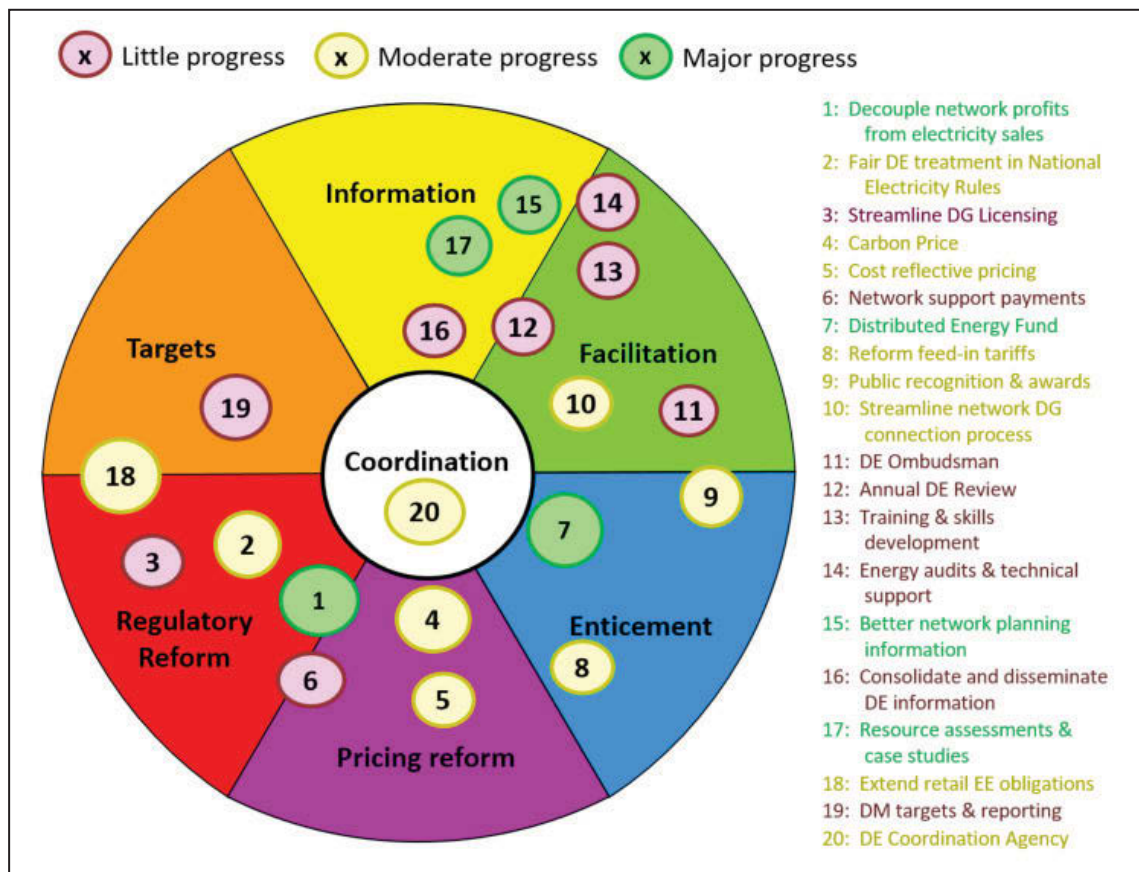 x Little progress x Moderate progress x Major progress
Information
15
14
17
13
16
12
Targets
Facilitation
19
10
11
Coordination
18
20
9
7
2
3
1
4
Regulatory
Reform
Enticement
6
5
8
Pricing reform
1: Decouple network profits
from electricity sales
2: Fair DE treatment in National
Electricity Rules
3: Streamline DG Licensing
4: Carbon Price
5: Cost reflective pricing
6: Network support payments
7: Distributed Energy Fund
8: Reform feed-in tariffs
9: Public recognition & awards
10: Streamline network DG
connection process
11: DE Ombudsman
12: Annual DE Review
13: Training & skills
development
14: Energy audits & technical
support
15: Better network planning
information
16: Consolidate and disseminate
DE information
17: Resource assessments &
case studies
18: Extend retail EE obligations
19: DM targets & reporting
20: DE Coordination Agency